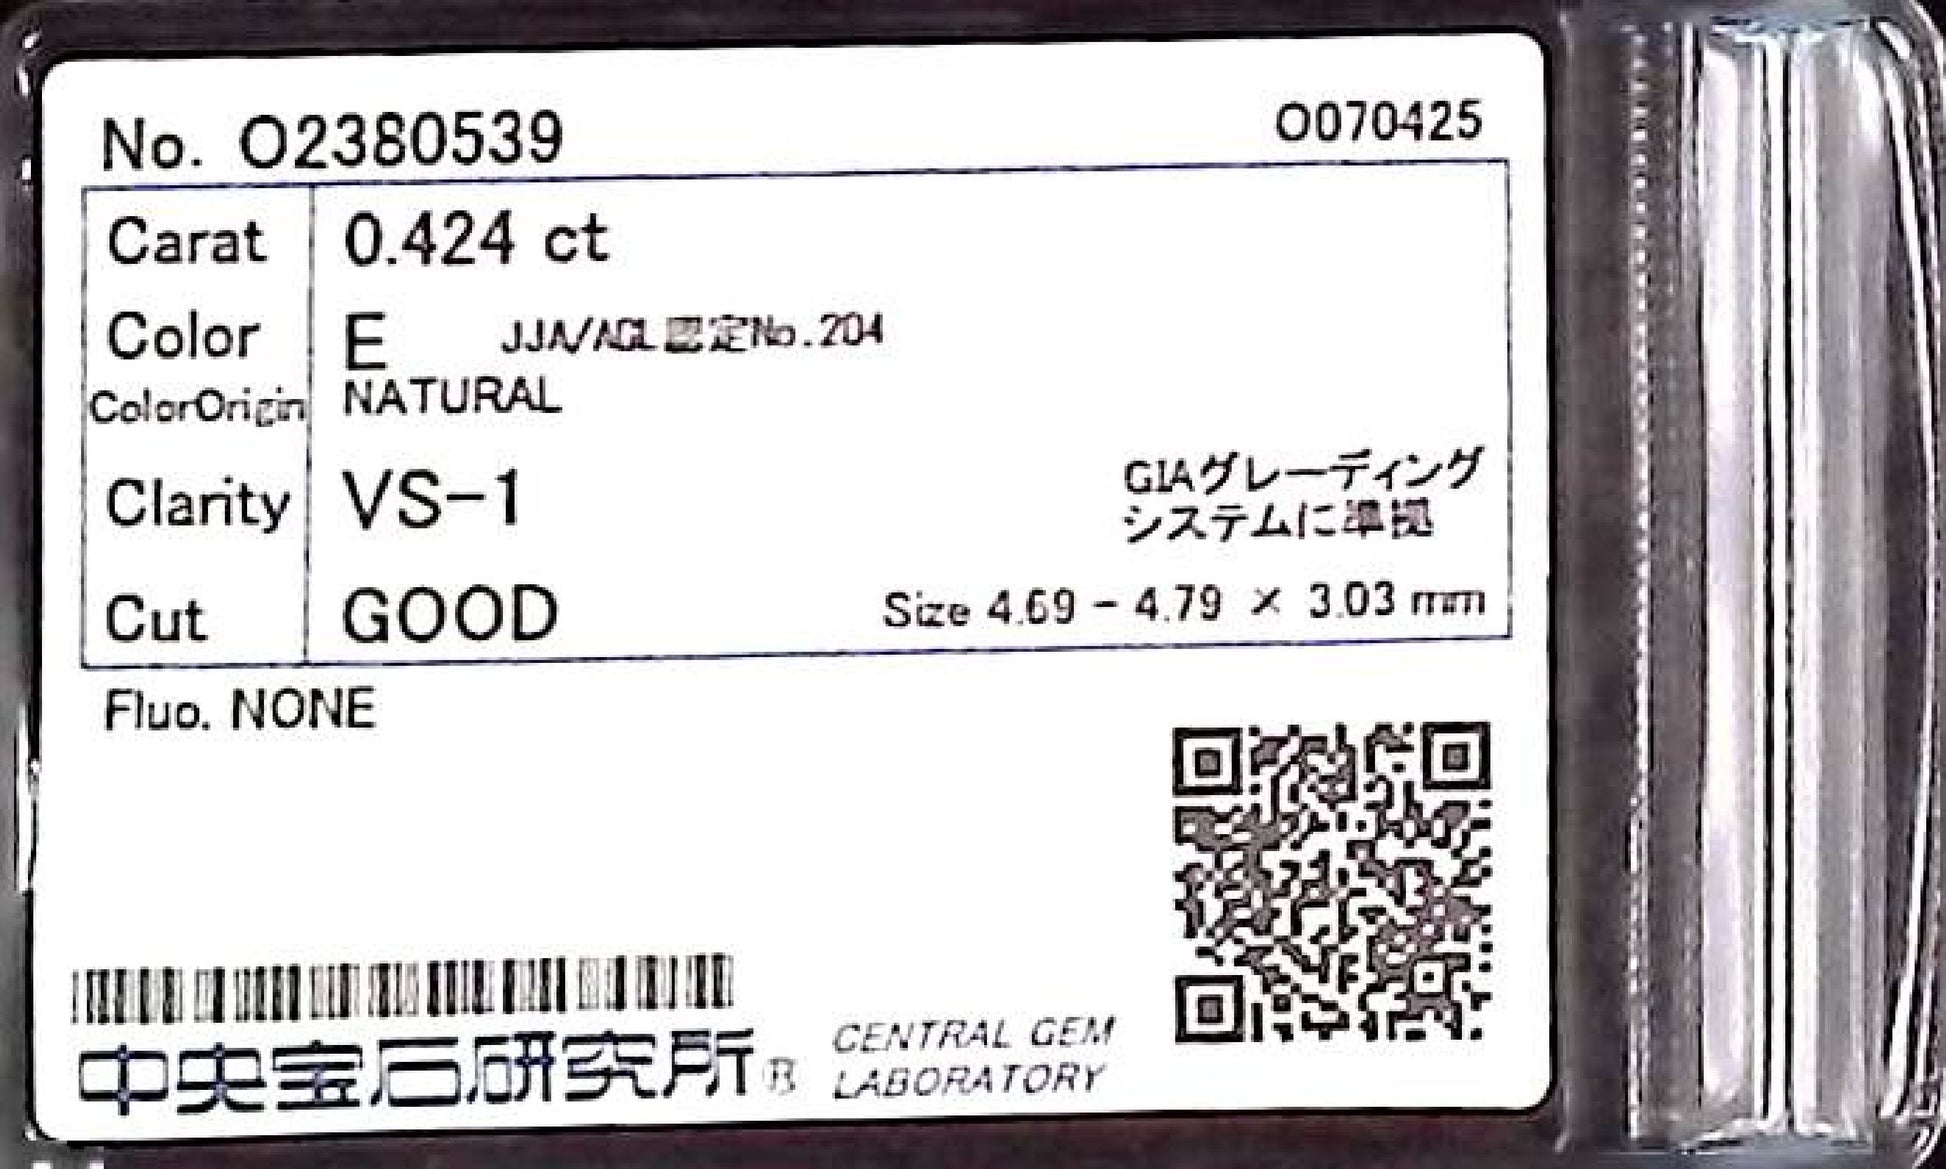 No. O2380539
O070425
Carat 0.424 ct
Color E JJA/AGL認定No.204
ColorOrigin NATURAL
Clarity VS-1
GIAグレーディング
システムに準拠
Cut GOOD Size 4.69 - 4.79 × 3.03 mm
Fluo. NONE
中央宝石研究所®
CENTRAL GEM
LABORATORY